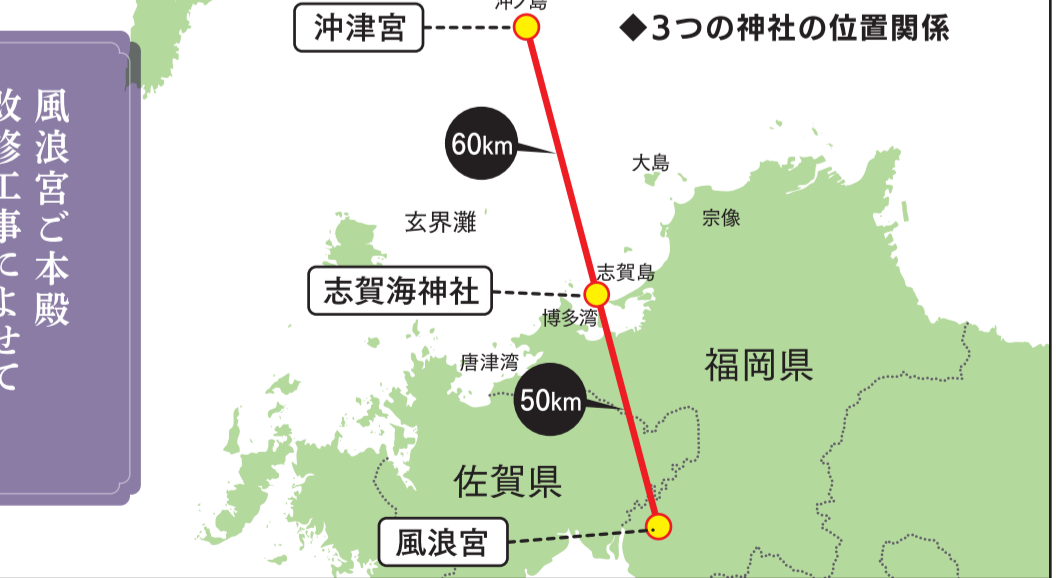 ◆3つの神社の位置関係
沖ノ島
沖津宮
60km
大島
宗像
玄界灘
志賀島
志賀海神社
博多湾
唐津湾
福岡県
50km
佐賀県
風浪宮
風浪宮ご本殿
改修工事によせて